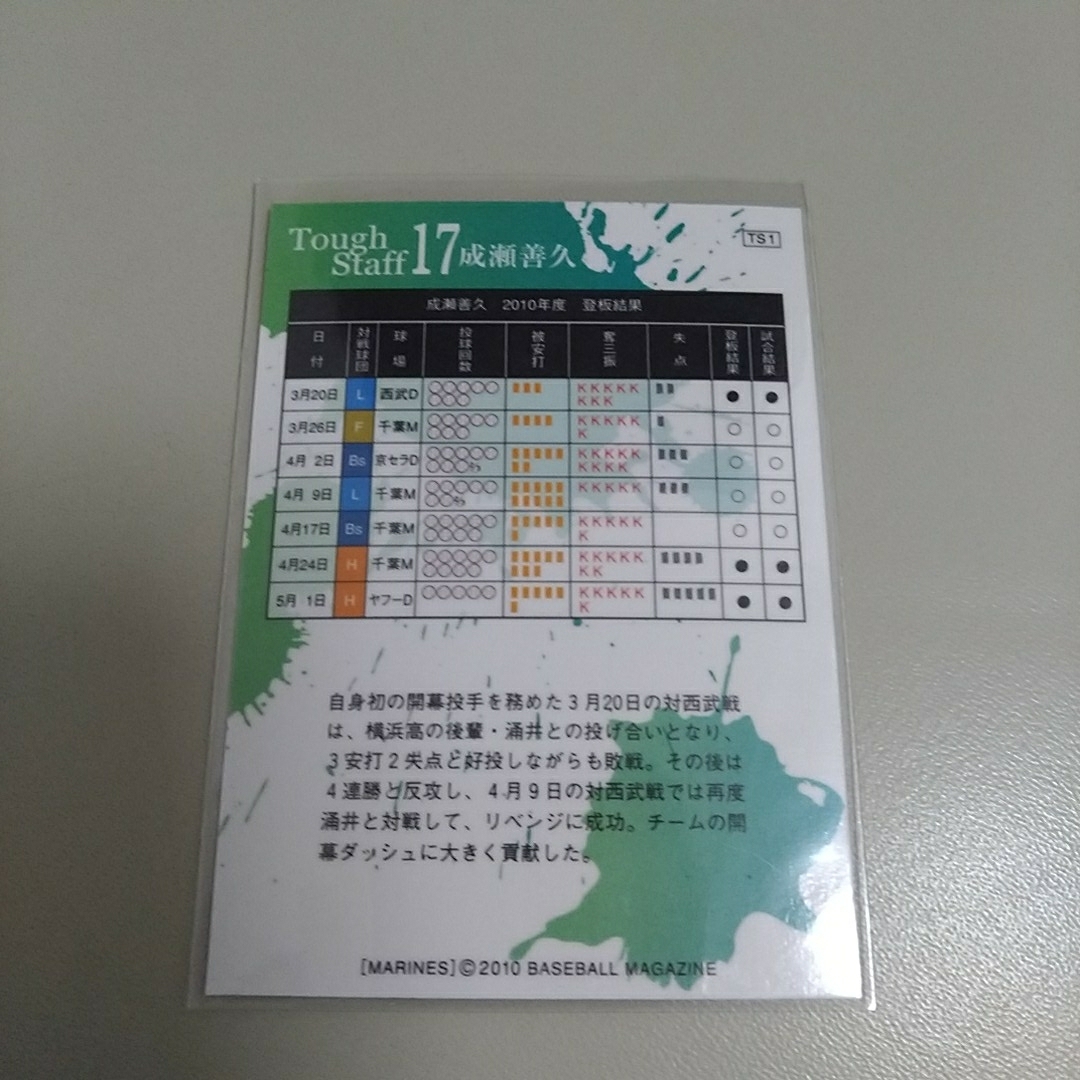 Tough
Staff 17 成瀬善久
TS1
成瀬善久 2010年度 登板結果
日付 対戦球団 球場 投球回数 被安打 奪三振 失点 登板結果 試合結果
3月20日 L 西武D ○○○○○○○○ KKKKKKKK ● ●
3月26日 F 千葉M ○○○○○○○○ KKKKKK ○ ○
4月 2日 Bs 京セラD KKKKKKKKK ○ ○
4月 9日 L 千葉M KKKKK ○ ○
4月17日 Bs 千葉M ○○○○○○○○○ KKKKKK ○ ○
4月24日 H 千葉M ○○○○○○○○○ KKKKKKK ● ●
5月 1日 H ヤフーD ○○○○○ KKKKKK ● ●
自身初の開幕投手を務めた3月20日の対西武戦
は、横浜高の後輩・涌井との投げ合いとなり、
3安打2失点と好投しながらも敗戦。その後は
4連勝と反攻し、4月9日の対西武戦では再度
涌井と対戦して、リベンジに成功。チームの開
幕ダッシュに大きく貢献した。
[MARINES]©2010 BASEBALL MAGAZINE